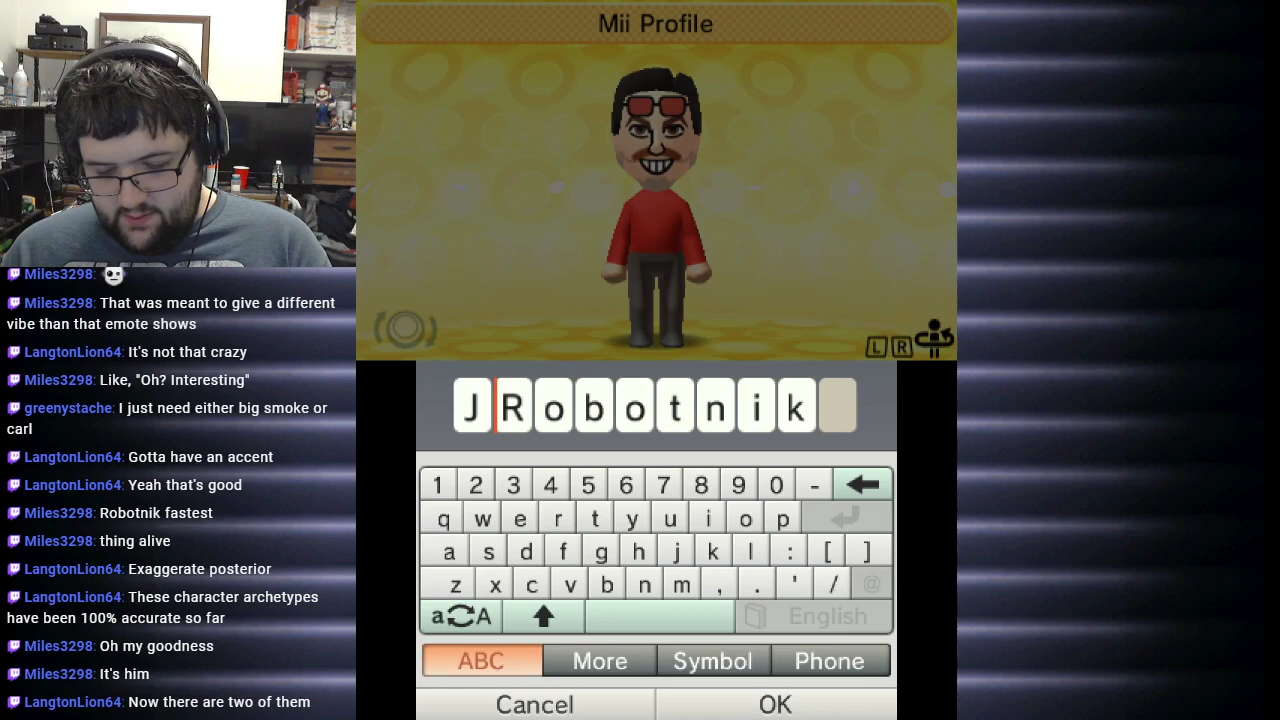 Mii Profile
L R
Miles3298:
Miles3298: That was meant to give a different
vibe than that emote shows
LangtonLion64: It's not that crazy
Miles3298: Like, "Oh? Interesting"
greenystache: I just need either big smoke or
carl
LangtonLion64: Gotta have an accent
LangtonLion64: Yeah that's good
Miles3298: Robotnik fastest
Miles3298: thing alive
LangtonLion64: Exaggerate posterior
LangtonLion64: These character archetypes
have been 100% accurate so far
Miles3298: Oh my goodness
Miles3298: It's him
LangtonLion64: Now there are two of them
JRobotnik
1 2 3 4 5 6 7 8 9 0 -
q w e r t y u i o p
a s d f g h j k l : [ ]
z x c v b n m , . ' / @
a A English
ABC More Symbol Phone
Cancel OK